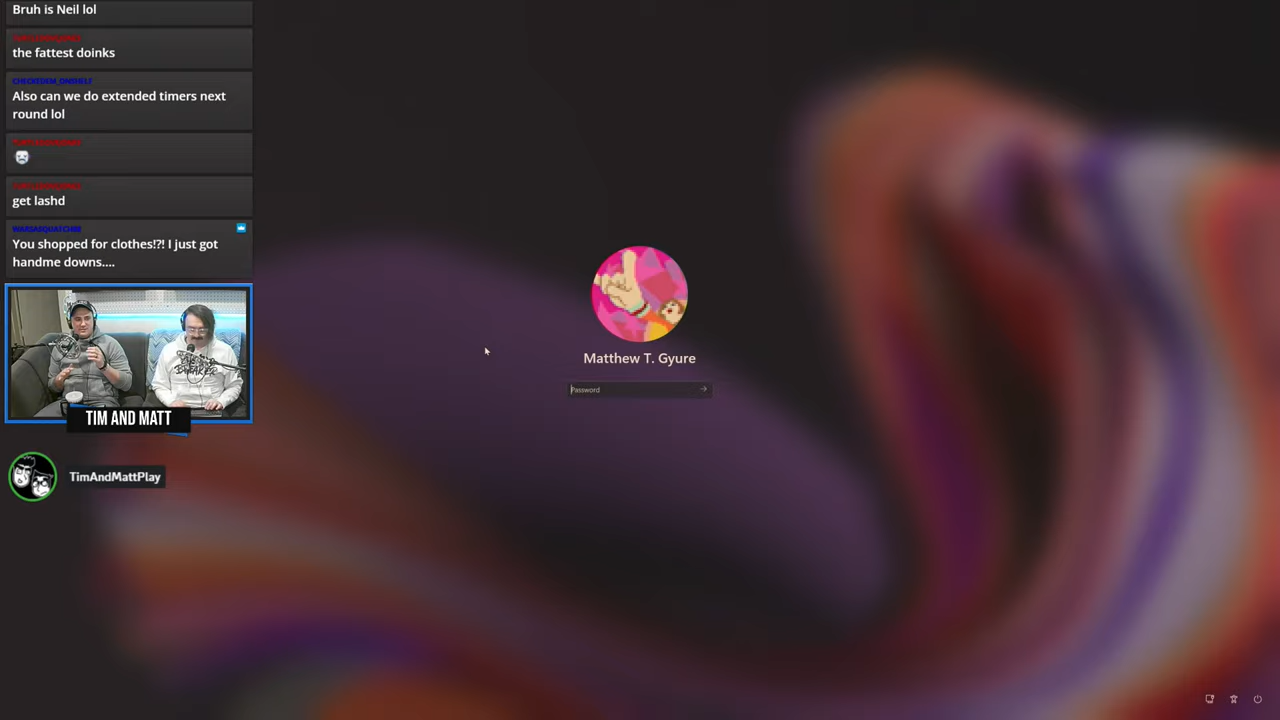 Bruh is Neil lol
the fattest doinks
Also can we do extended timers next
round lol
get lashd
You shopped for clothes!?! I just got
handme downs....
TIM AND MATT
TimAndMattPlay
Matthew T. Gyure
Password